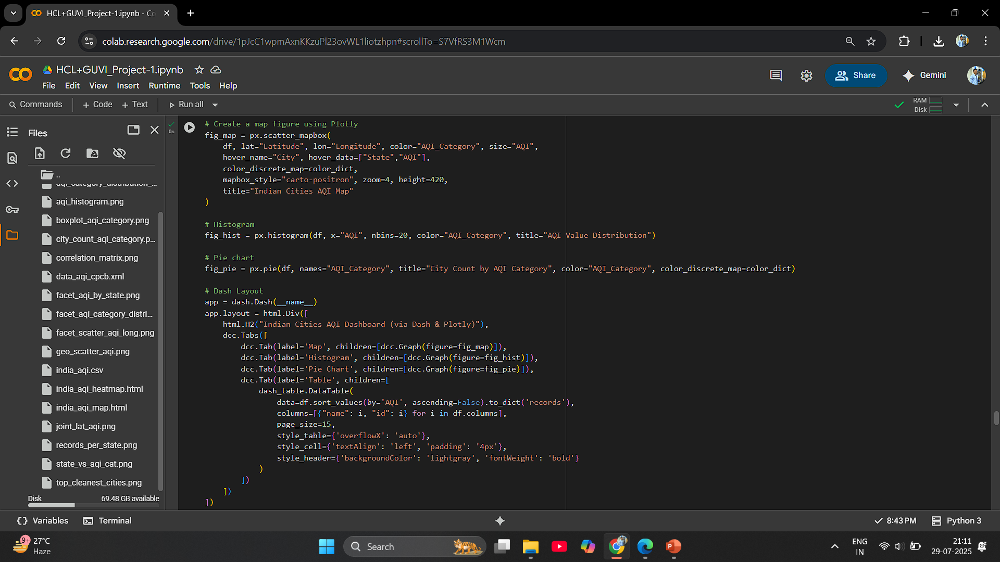 HCL+GUVI_Project-1.ipynb - Co
colab.research.google.com/drive/1pJcC1wpmAxnKKzuPl23ovWL1liotzhpn#scrollTo=S7VfRS3M1Wcm
HCL+GUVI_Project-1.ipynb
File Edit View Insert Runtime Tools Help
Share
Gemini
Commands + Code + Text Run all
RAM
Disk
Files
..
aqi_category_distribution_...
aqi_histogram.png
boxplot_aqi_category.png
city_count_aqi_category.p...
correlation_matrix.png
data_aqi_cpcb.xml
facet_aqi_by_state.png
facet_aqi_category_distri...
facet_scatter_aqi_long.png
geo_scatter_aqi.png
india_aqi.csv
india_aqi_heatmap.html
india_aqi_map.html
joint_lat_aqi.png
records_per_state.png
state_vs_aqi_cat.png
top_cleanest_cities.png
Disk 69.48 GB available
0s
# Create a map figure using Plotly
fig_map = px.scatter_mapbox(
    df, lat="Latitude", lon="Longitude", color="AQI_Category", size="AQI",
    hover_name="City", hover_data=["State","AQI"],
    color_discrete_map=color_dict,
    mapbox_style="carto-positron", zoom=4, height=420,
    title="Indian Cities AQI Map"
)
# Histogram
fig_hist = px.histogram(df, x="AQI", nbins=20, color="AQI_Category", title="AQI Value Distribution")
# Pie chart
fig_pie = px.pie(df, names="AQI_Category", title="City Count by AQI Category", color="AQI_Category", color_discrete_map=color_dict)
# Dash Layout
app = dash.Dash(__name__)
app.layout = html.Div([
    html.H2("Indian Cities AQI Dashboard (via Dash & Plotly)"),
    dcc.Tabs([
        dcc.Tab(label='Map', children=[dcc.Graph(figure=fig_map)]),
        dcc.Tab(label='Histogram', children=[dcc.Graph(figure=fig_hist)]),
        dcc.Tab(label='Pie Chart', children=[dcc.Graph(figure=fig_pie)]),
        dcc.Tab(label='Table', children=[
            dash_table.DataTable(
                data=df.sort_values(by='AQI', ascending=False).to_dict('records'),
                columns=[{"name": i, "id": i} for i in df.columns],
                page_size=15,
                style_table={'overflowX': 'auto'},
                style_cell={'textAlign': 'left', 'padding': '4px'},
                style_header={'backgroundColor': 'lightgray', 'fontWeight': 'bold'}
            )
        ])
    ])
])
Variables Terminal
8:43 PM Python 3
9+
27°C
Haze
Search
ENG
IN
21:11
29-07-2025